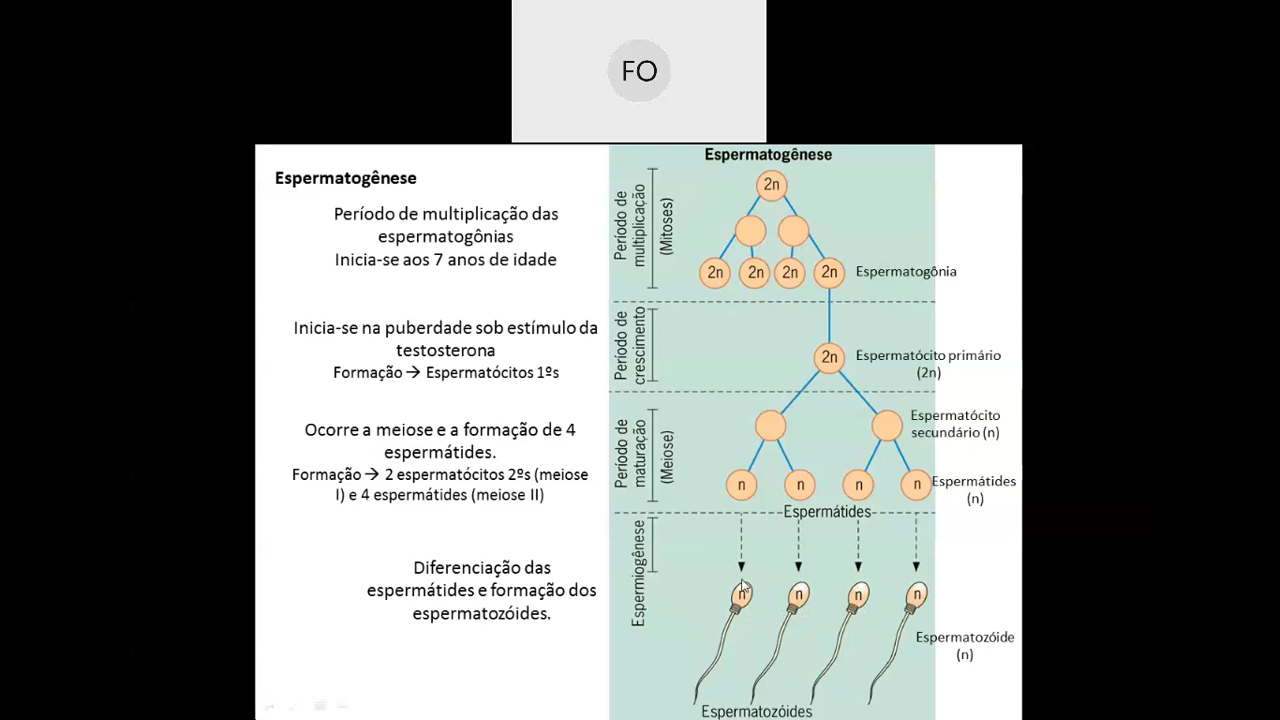 FO
Espermatogênese
Período de multiplicação das
espermatogônias
Inicia-se aos 7 anos de idade
Inicia-se na puberdade sob estímulo da
testosterona
Formação → Espermatócitos 1ºs
Ocorre a meiose e a formação de 4
espermátides.
Formação → 2 espermatócitos 2ºs (meiose
I) e 4 espermátides (meiose II)
Diferenciação das
espermátides e formação dos
espermatozóides.
Espermatogênese
Período de
multiplicação
(Mitoses)
2n
2n 2n 2n 2n
Espermatogônia
Período de
crescimento
2n
Espermatócito primário
(2n)
Período de
maturação
(Meiose)
Espermatócito
secundário (n)
n n n n
Espermátides
(n)
Espermátides
Espermiogênese
n n n n
Espermatozóide
(n)
Espermatozóides